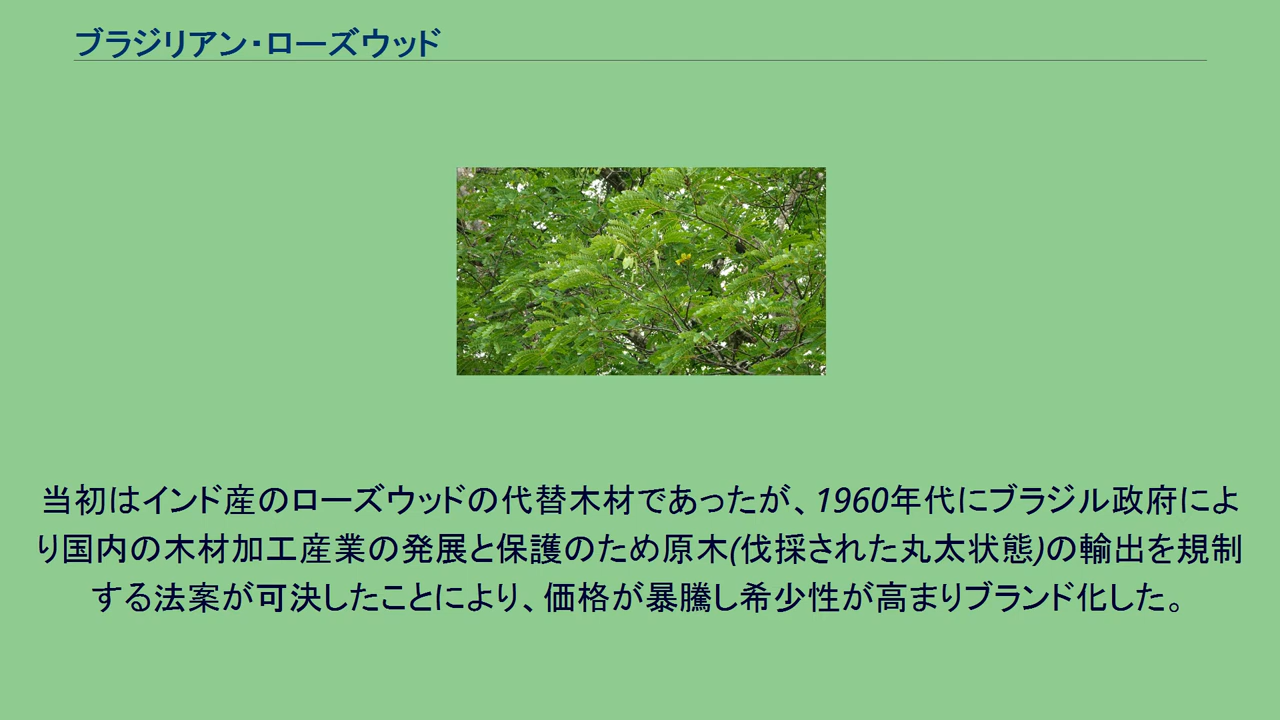 ブラジリアン・ローズウッド
当初はインド産のローズウッドの代替木材であったが、1960年代にブラジル政府によ
り国内の木材加工産業の発展と保護のため原木(伐採された丸太状態)の輸出を規制
する法案が可決したことにより、価格が暴騰し希少性が高まりブランド化した。